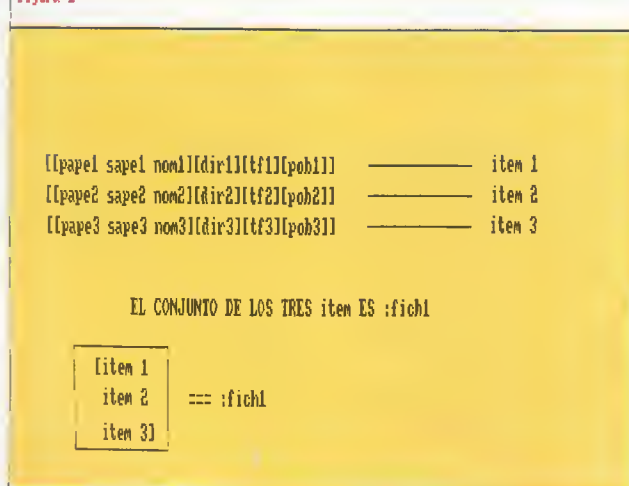 [[pape1 sape1 nom1][dir1][tf1][pob1]] item 1
[[pape2 sape2 nom2][dir2][tf2][pob2]] item 2
[[pape3 sape3 nom3][dir3][tf3][pob3]] item 3
EL CONJUNTO DE LOS TRES item ES :fich1
[item 1
item 2 === :fich1
item 3]